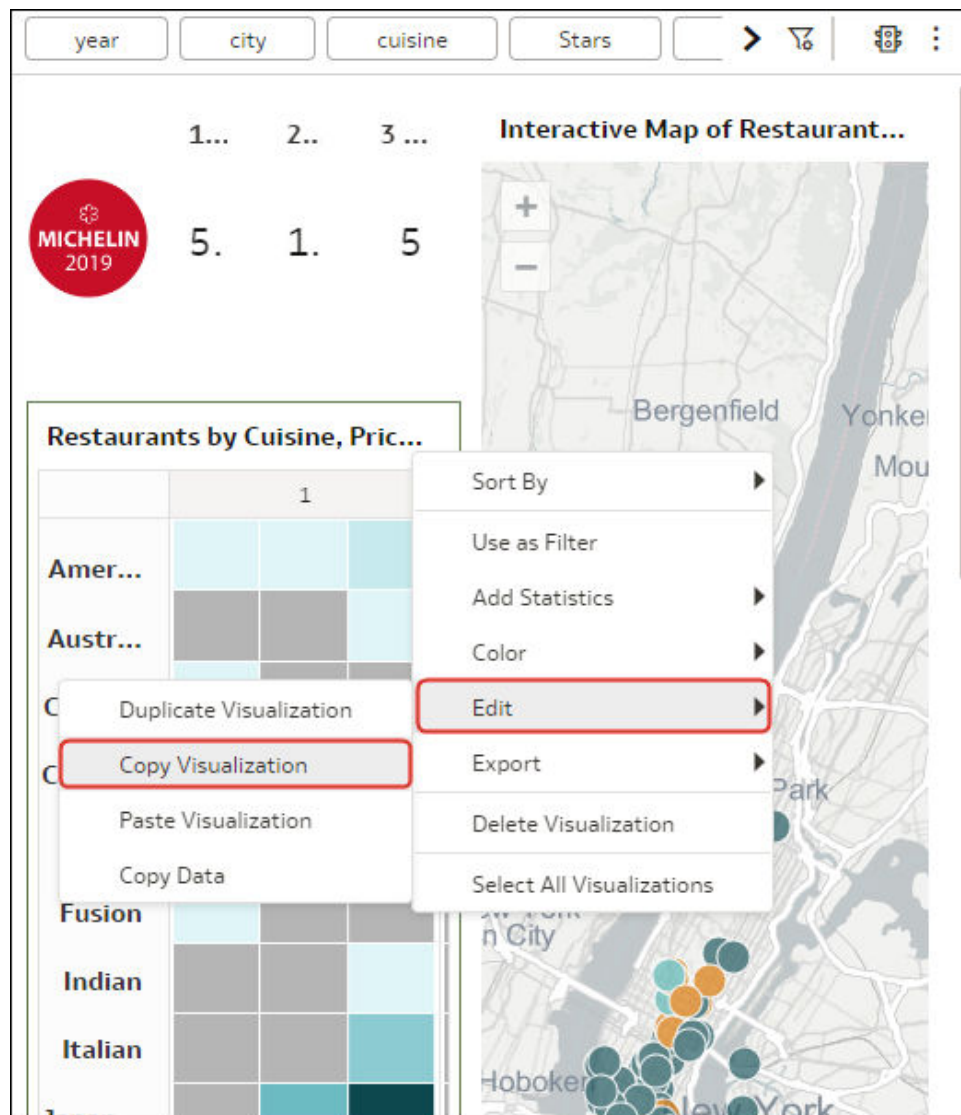 year city cuisine Stars
1... 2.. 3 ...
Interactive Map of Restaurant...
MICHELIN
2019
5. 1. 5
Bergenfield
Restaurants by Cuisine, Pric...
1
Sort By
Use as Filter
Amer...
Add Statistics
Austr...
Color
Duplicate Visualization
Edit
Copy Visualization
Export
Park
Paste Visualization
Delete Visualization
Copy Data
Select All Visualizations
Fusion
n City
Indian
Italian
Hoboken
New York